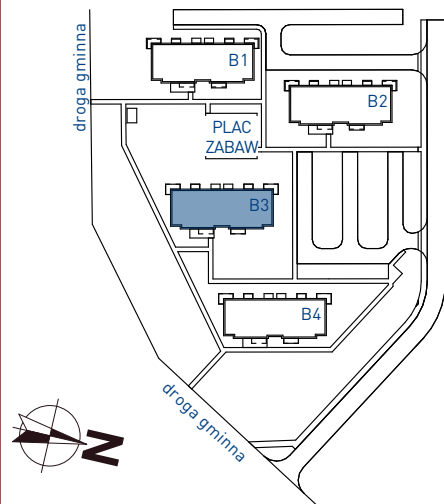 droga gminna
B1
B2
PLAC
ZABAW
B3
B4
droga gminna
N